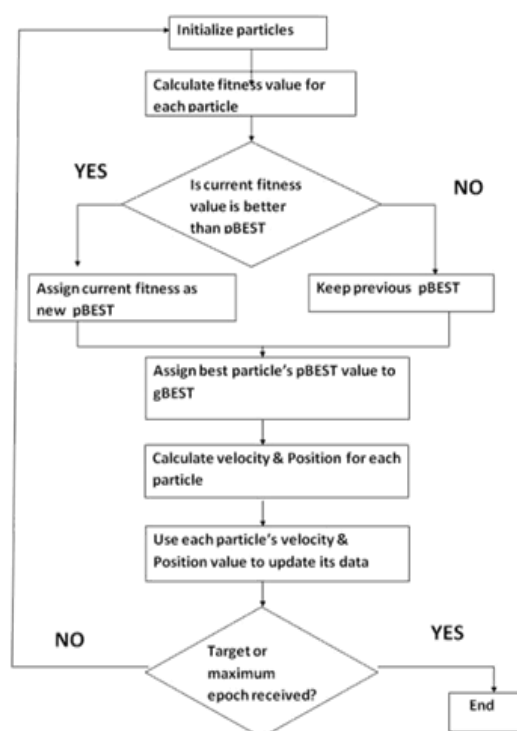 Initialize particles
Calculate fitness value for
each particle
YES
Is current fitness
value is better
than pBEST
NO
Assign current fitness as
new pBEST
Keep previous pBEST
Assign best particle's pBEST value to
gBEST
Calculate velocity & Position for each
particle
Use each particle's velocity &
Position value to update its data
NO
Target or
maximum
epoch received?
YES
End